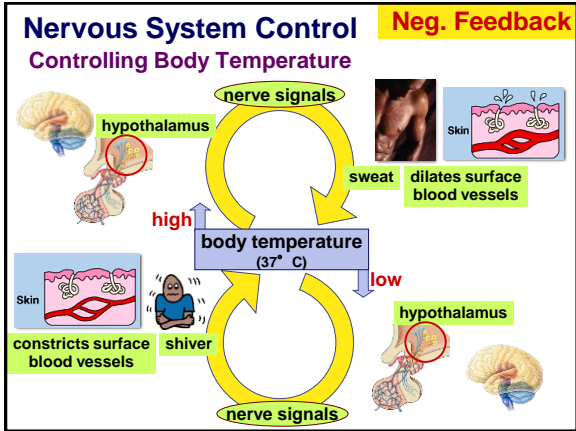 Nervous System Control
Neg. Feedback
Controlling Body Temperature
nerve signals
hypothalamus
Skin
sweat
dilates surface
blood vessels
high
body temperature
(37° C)
low
Skin
constricts surface
blood vessels
shiver
hypothalamus
nerve signals